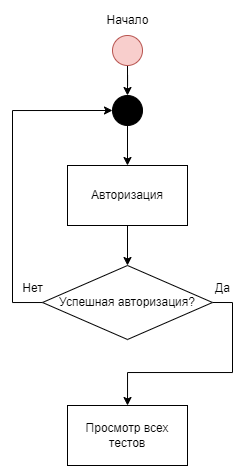 Начало
Авторизация
Успешная авторизация?
Нет
Да
Просмотр всех
тестов